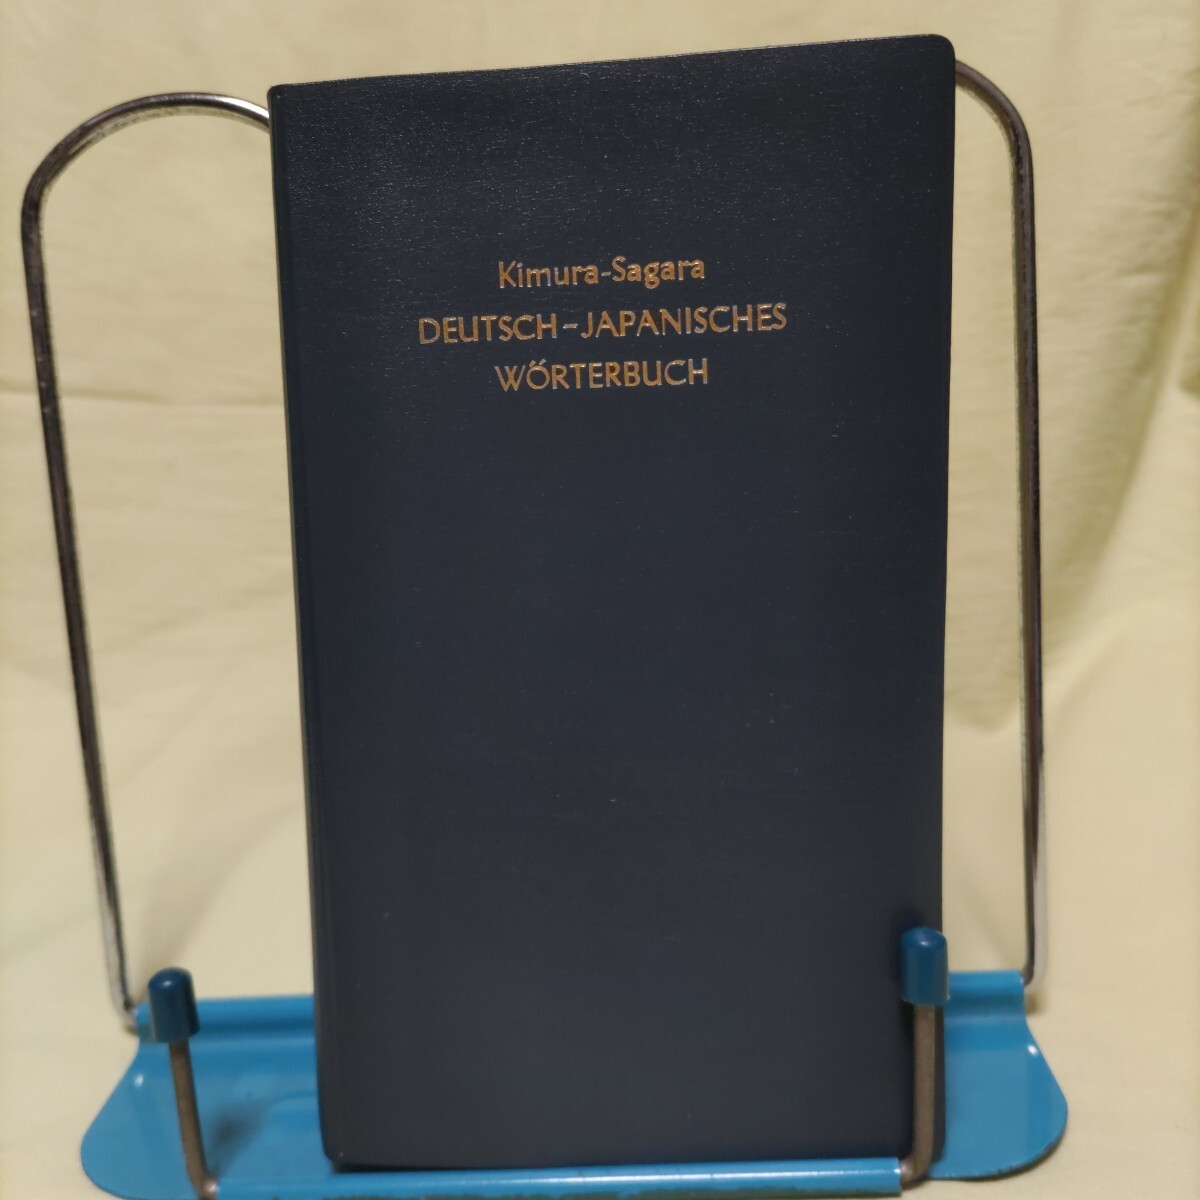 Kimura-Sagara
DEUTSCH-JAPANISCHES
WÖRTERBUCH